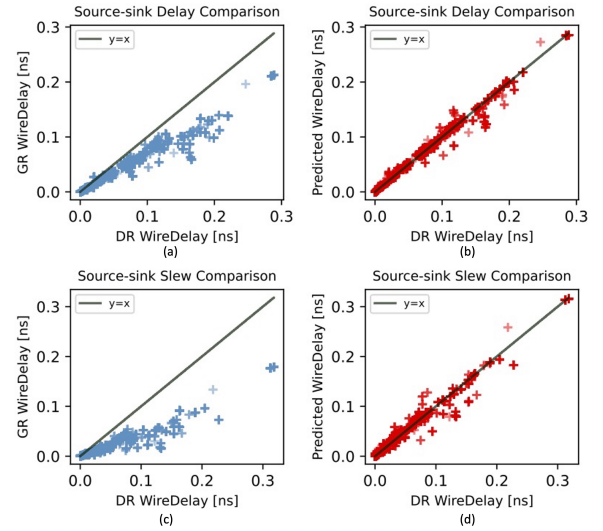 Source-sink Delay Comparison
y=x
GR WireDelay [ns]
0.3
0.2
0.1
0.0
0.0 0.1 0.2 0.3
DR WireDelay [ns]
(a)
Source-sink Delay Comparison
y=x
Predicted WireDelay [ns]
0.3
0.2
0.1
0.0
0.0 0.1 0.2 0.3
DR WireDelay [ns]
(b)
Source-sink Slew Comparison
y=x
GR WireDelay [ns]
0.3
0.2
0.1
0.0
0.0 0.1 0.2 0.3
DR WireDelay [ns]
(c)
Source-sink Slew Comparison
y=x
Predicted WireDelay [ns]
0.3
0.2
0.1
0.0
0.0 0.1 0.2 0.3
DR WireDelay [ns]
(d)